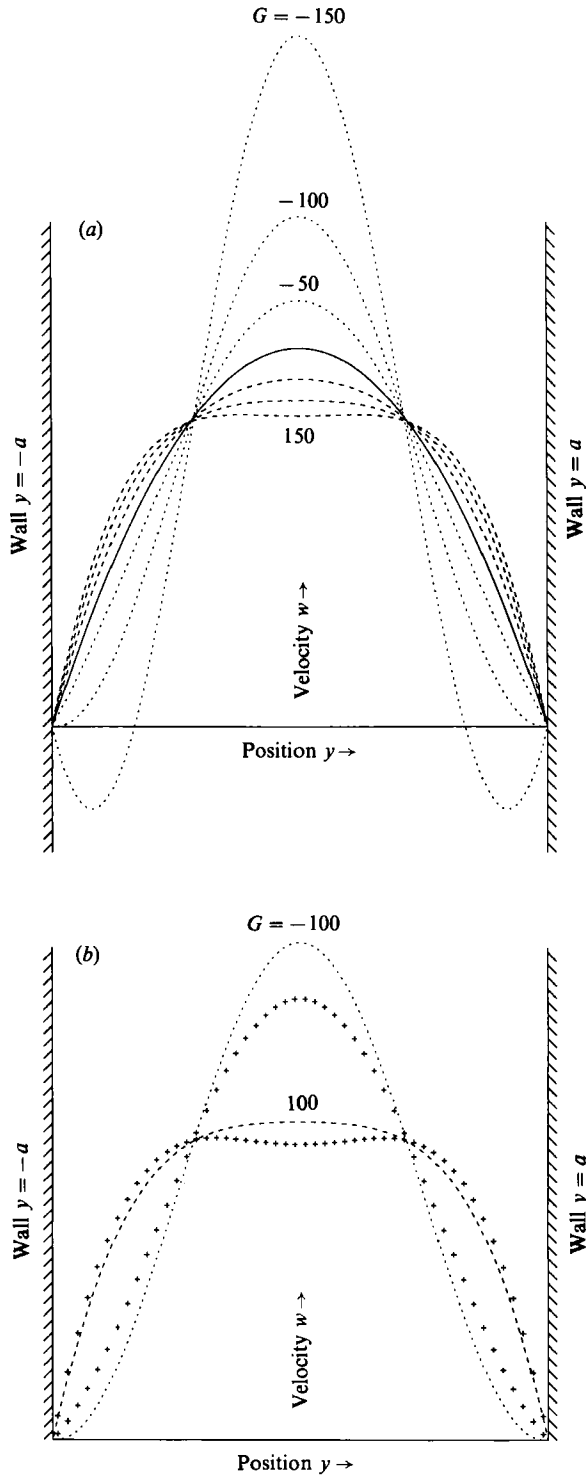 G = −150
(a)
−100
−50
150
Wall y = − a
Wall y = a
Velocity w →
Position y →
G = −100
(b)
100
Wall y = − a
Wall y = a
Velocity w →
Position y →